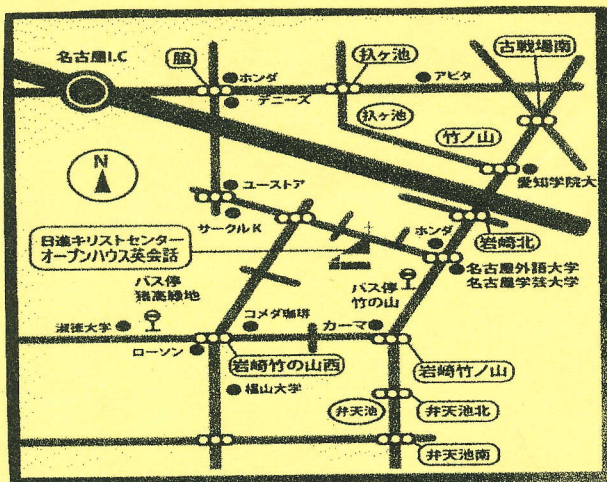 名古屋I.C
脇
ホンダ
デニーズ
杁ヶ池
杁ヶ池
アピタ
古戦場南
竹ノ山
愛知学院大
N
ユーストア
サークルK
日進キリストセンター
オープンハウス英会話
ホンダ
岩崎北
名古屋外語大学
名古屋学芸大学
バス停
竹の山
バス停
猪高緑地
淑徳大学
ローソン
コメダ珈琲
カーマ
岩崎竹の山西
岩崎竹ノ山
椙山大学
弁天池
弁天池北
弁天池南